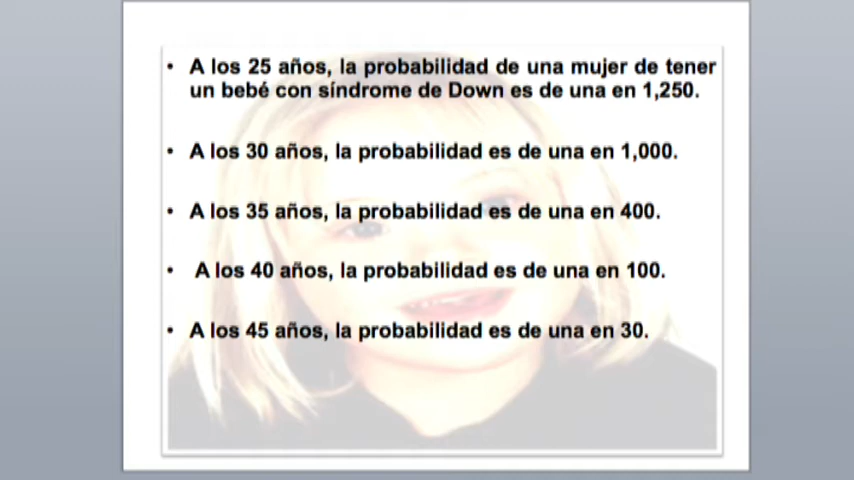 • A los 25 años, la probabilidad de una mujer de tener
un bebé con síndrome de Down es de una en 1,250.
• A los 30 años, la probabilidad es de una en 1,000.
• A los 35 años, la probabilidad es de una en 400.
• A los 40 años, la probabilidad es de una en 100.
• A los 45 años, la probabilidad es de una en 30.